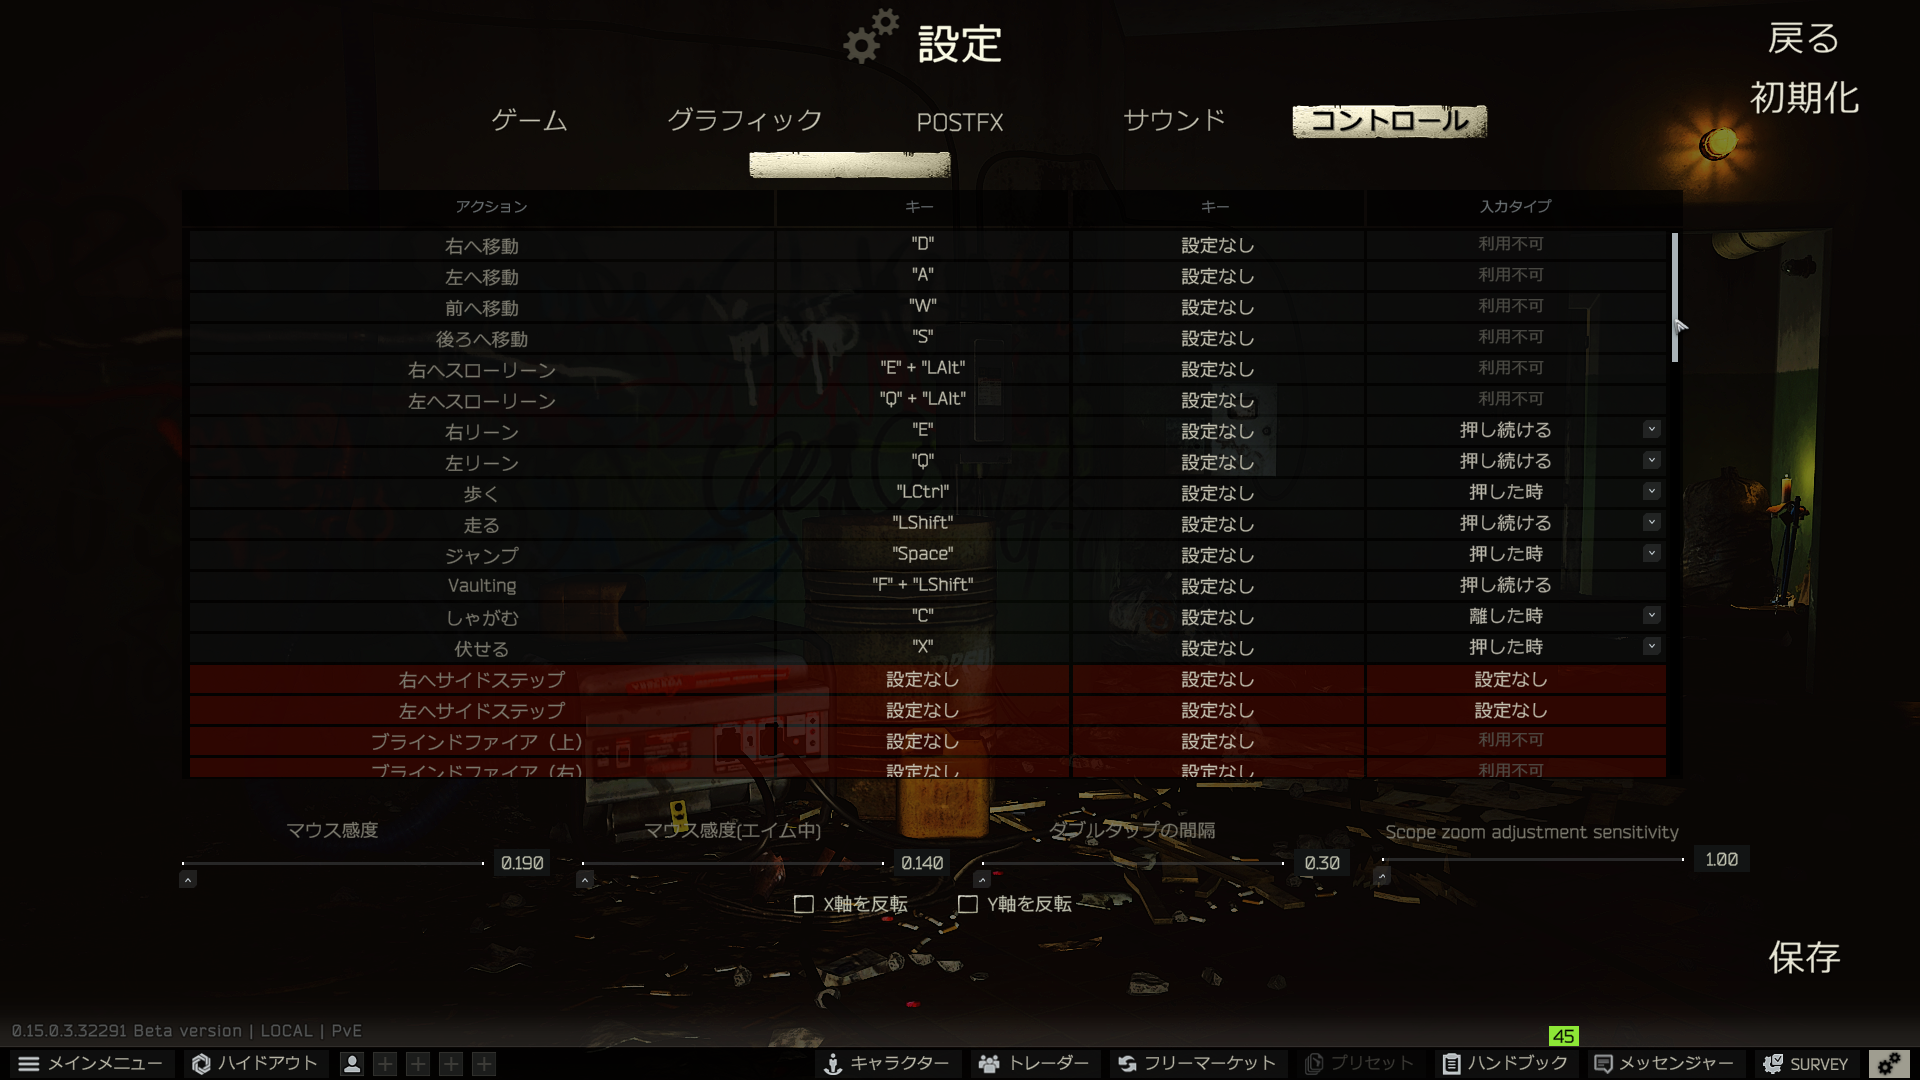 設定
戻る
初期化
ゲーム グラフィック POSTFX サウンド コントロール
アクション キー キー 入力タイプ
右へ移動 "D" 設定なし 利用不可
左へ移動 "A" 設定なし 利用不可
前へ移動 "W" 設定なし 利用不可
後ろへ移動 "S" 設定なし 利用不可
右へスローリーン "E" + "LAlt" 設定なし 利用不可
左へスローリーン "Q" + "LAlt" 設定なし 利用不可
右リーン "E" 設定なし 押し続ける
左リーン "Q" 設定なし 押し続ける
歩く "LCtrl" 設定なし 押した時
走る "LShift" 設定なし 押し続ける
ジャンプ "Space" 設定なし 押した時
Vaulting "F" + "LShift" 設定なし 押し続ける
しゃがむ "C" 設定なし 離した時
伏せる "X" 設定なし 押した時
右へサイドステップ 設定なし 設定なし 設定なし
左へサイドステップ 設定なし 設定なし 設定なし
ブラインドファイア（上） 設定なし 設定なし 利用不可
ブラインドファイア（右） 設定なし 設定なし 利用不可
マウス感度 マウス感度(エイム中) ダブルタップの間隔 Scope zoom adjustment sensitivity
0.190 0.140 0.30 1.00
X軸を反転 Y軸を反転
保存
0.15.0.3.32291 Beta version | LOCAL | PvE
45
メインメニュー ハイドアウト キャラクター トレーダー フリーマーケット プリセット ハンドブック メッセンジャー SURVEY